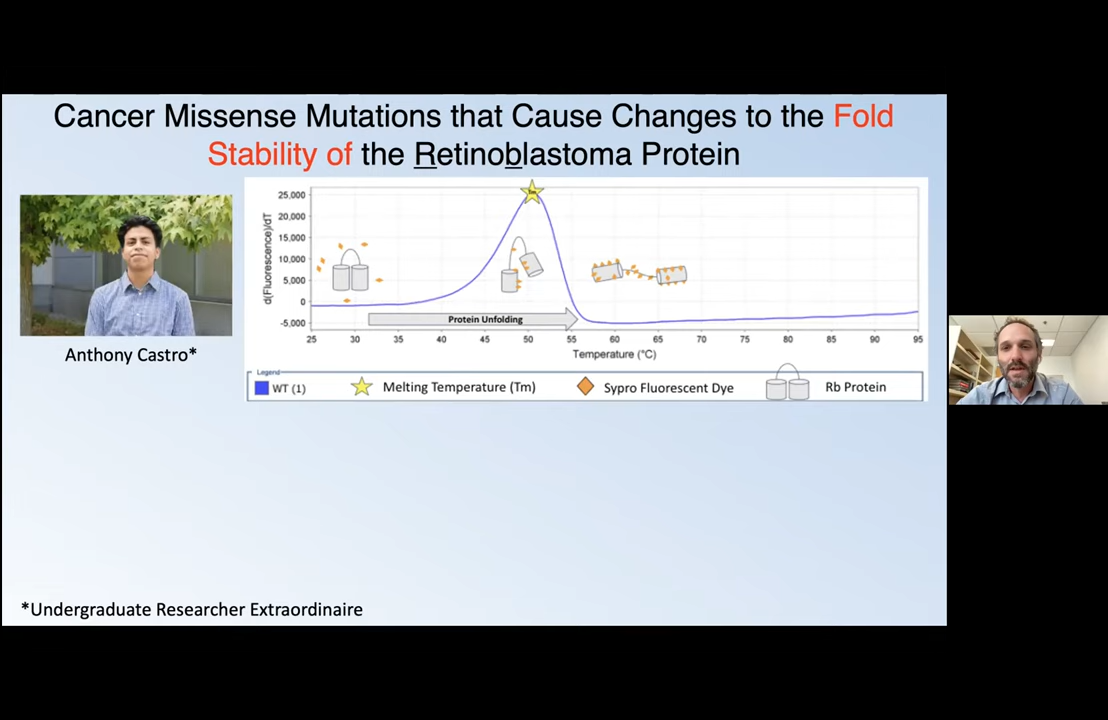 Cancer Missense Mutations that Cause Changes to the Fold
Stability of the Retinoblastoma Protein
Anthony Castro*
d(Fluorescence)/dT
25,000
20,000
15,000
10,000
5,000
0
-5,000
Tm
Protein Unfolding
25 30 35 40 45 50 55 60 65 70 75 80 85 90 95
Temperature (°C)
Legend
WT (1) Melting Temperature (Tm) Sypro Fluorescent Dye Rb Protein
*Undergraduate Researcher Extraordinaire